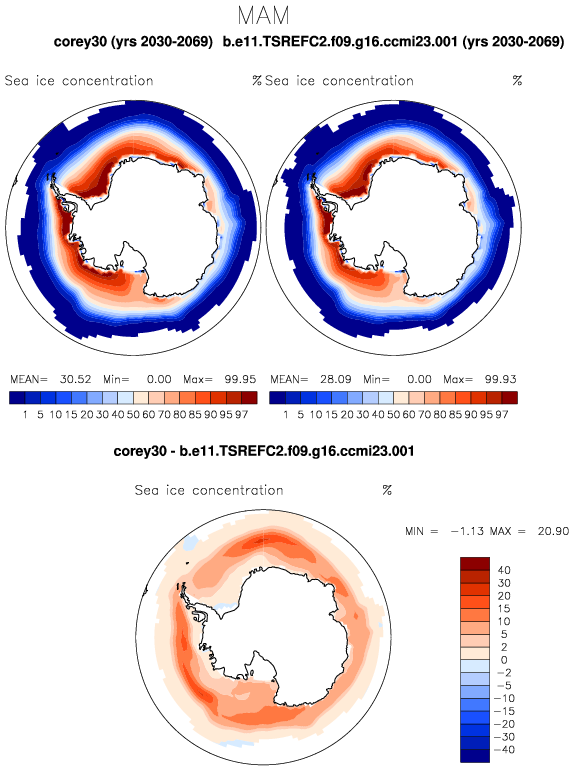 MAM
corey30 (yrs 2030-2069) b.e11.TSREFC2.f09.g16.ccmi23.001 (yrs 2030-2069)
Sea ice concentration % Sea ice concentration %
MEAN= 30.52 Min= 0.00 Max= 99.95 MEAN= 28.09 Min= 0.00 Max= 99.93
1 5 10 15 20 30 40 50 60 70 80 85 90 95 97 1 5 10 15 20 30 40 50 60 70 80 85 90 95 97
corey30 - b.e11.TSREFC2.f09.g16.ccmi23.001
Sea ice concentration %
MIN = -1.13 MAX = 20.90
40
30
20
15
10
5
2
0
-2
-5
-10
-15
-20
-30
-40